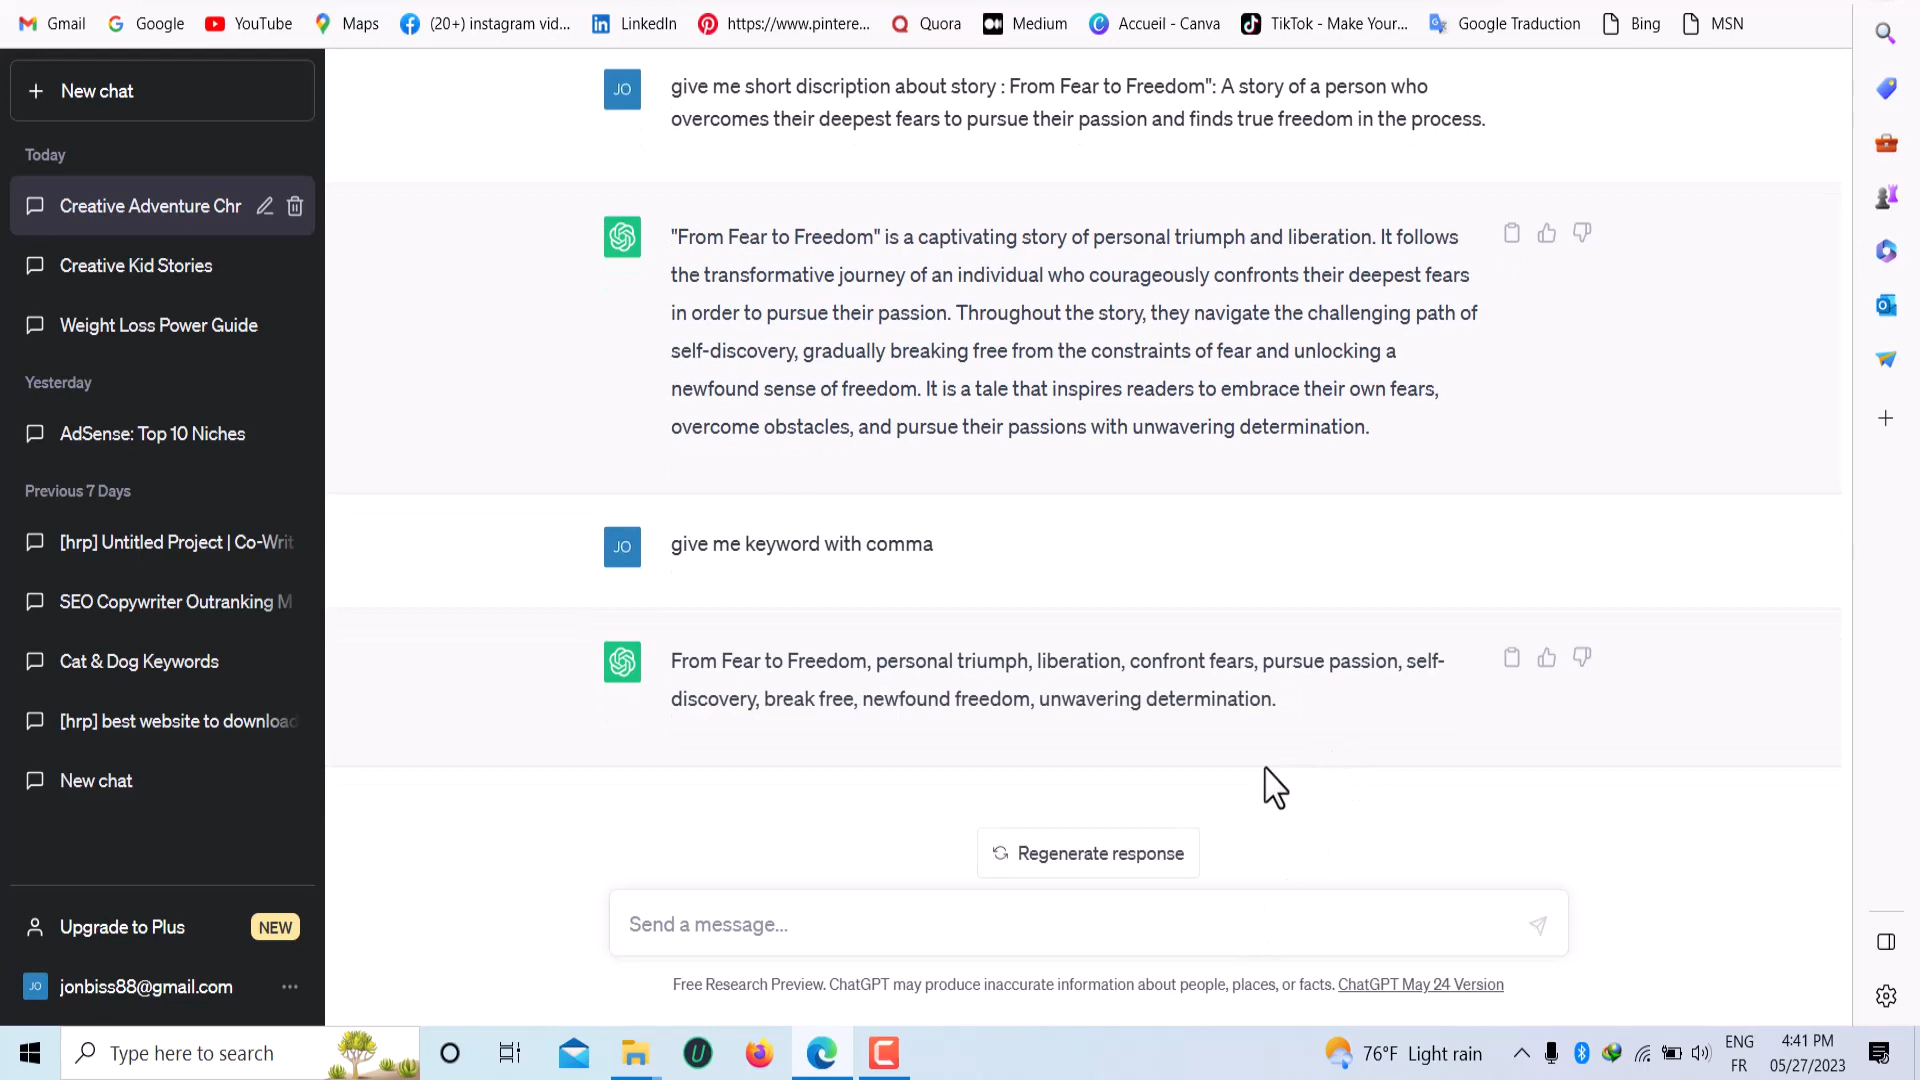 Gmail Google YouTube Maps (20+) instagram vid... LinkedIn https://www.pintere... Quora Medium Accueil - Canva TikTok - Make Your... Google Traduction Bing MSN
New chat
Today
Creative Adventure Chr
Creative Kid Stories
Weight Loss Power Guide
Yesterday
AdSense: Top 10 Niches
Previous 7 Days
[hrp] Untitled Project | Co-Writ
SEO Copywriter Outranking M
Cat & Dog Keywords
[hrp] best website to download
New chat
Upgrade to Plus NEW
JO jonbiss88@gmail.com
JO
give me short discription about story : From Fear to Freedom": A story of a person who
overcomes their deepest fears to pursue their passion and finds true freedom in the process.
"From Fear to Freedom" is a captivating story of personal triumph and liberation. It follows
the transformative journey of an individual who courageously confronts their deepest fears
in order to pursue their passion. Throughout the story, they navigate the challenging path of
self-discovery, gradually breaking free from the constraints of fear and unlocking a
newfound sense of freedom. It is a tale that inspires readers to embrace their own fears,
overcome obstacles, and pursue their passions with unwavering determination.
JO
give me keyword with comma
From Fear to Freedom, personal triumph, liberation, confront fears, pursue passion, self-
discovery, break free, newfound freedom, unwavering determination.
Regenerate response
Send a message...
Free Research Preview. ChatGPT may produce inaccurate information about people, places, or facts. ChatGPT May 24 Version
Type here to search
76°F Light rain
ENG
FR
4:41 PM
05/27/2023